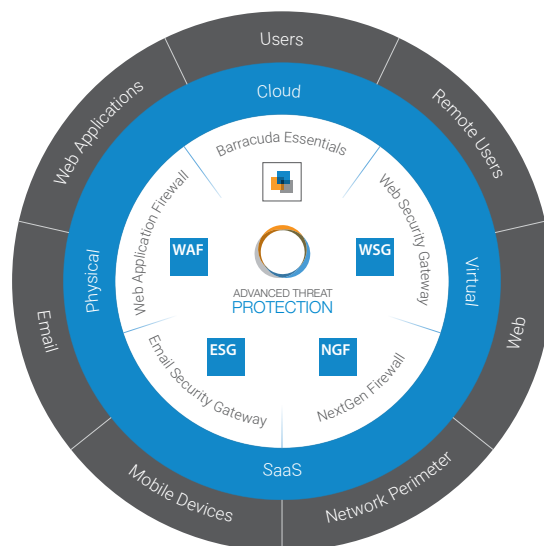 Users
Remote Users
Web
Network Perimeter
Mobile Devices
Email
Web Applications
Cloud
Virtual
SaaS
Physical
Barracuda Essentials
Web Security Gateway
NextGen Firewall
Email Security Gateway
Web Application Firewall
WAF
WSG
ADVANCED THREAT
PROTECTION
ESG
NGF